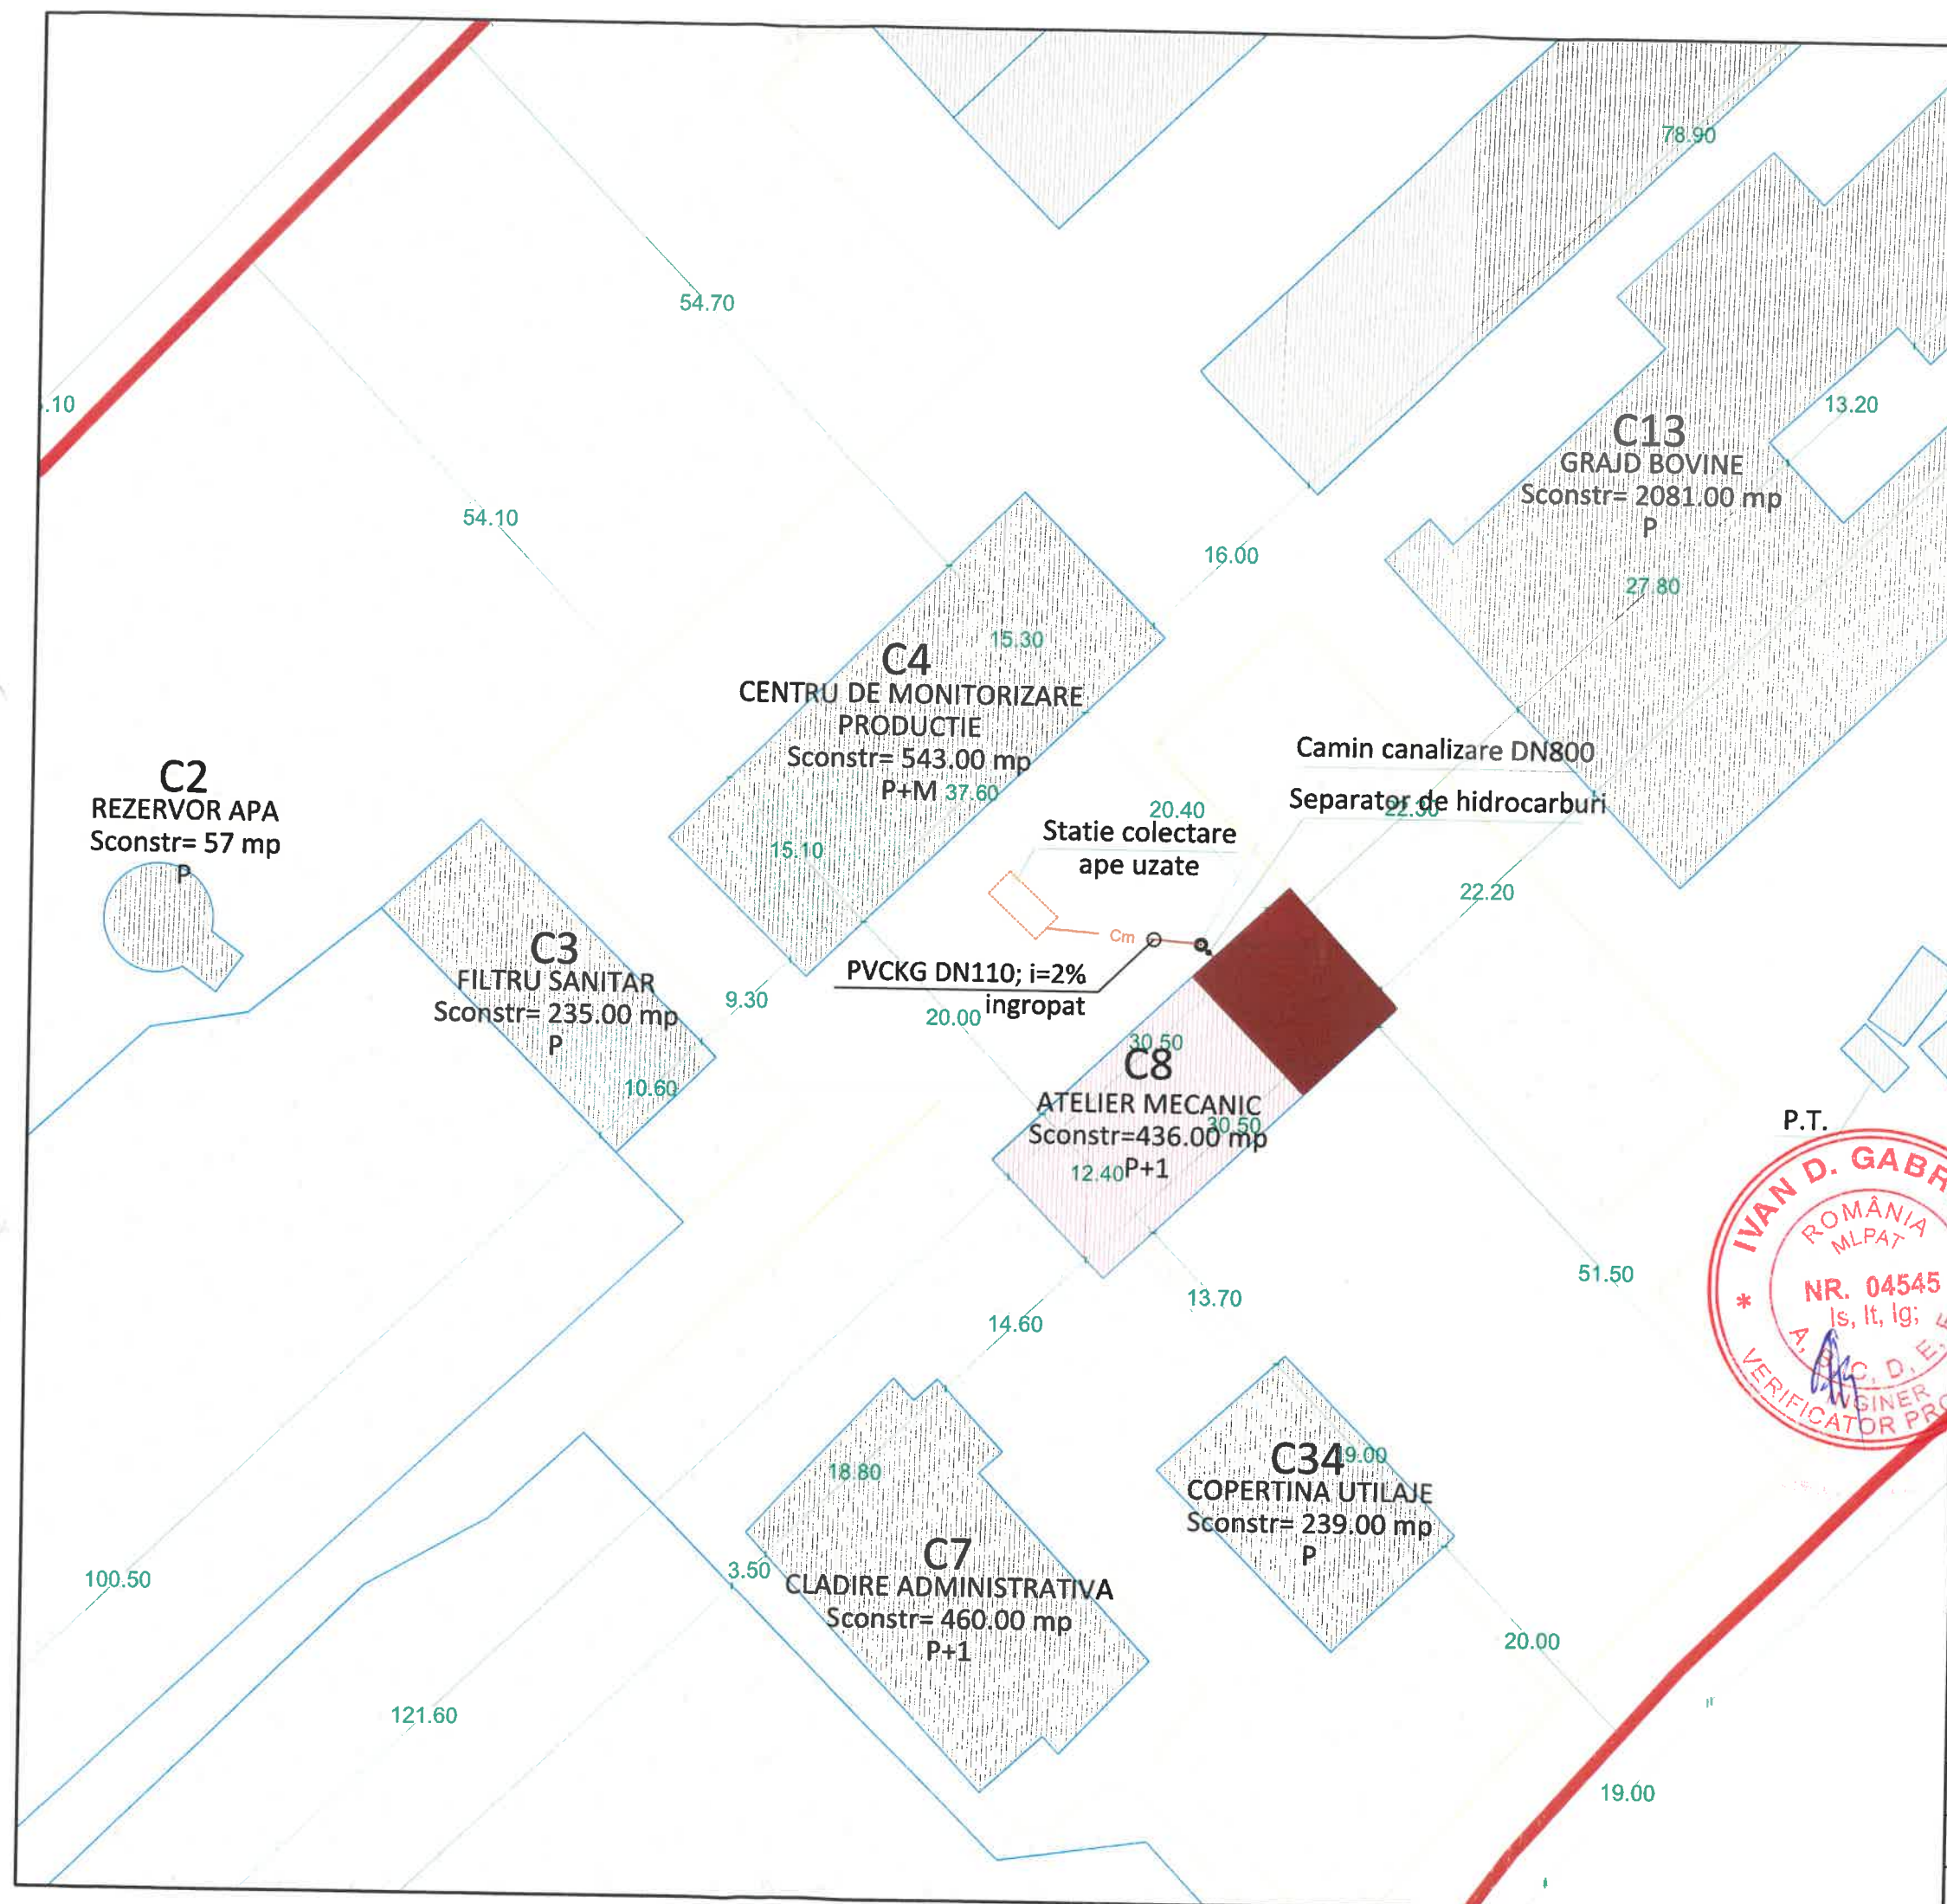 78.90
54.70
.10
13.20
C13
GRAJD BOVINE
Sconstr= 2081.00 mp
P
27.80
54.10
16.00
15.30
C4
CENTRU DE MONITORIZARE
PRODUCTIE
Sconstr= 543.00 mp
P+M
37.60
15.10
C2
REZERVOR APA
Sconstr= 57 mp
P
Camin canalizare DN800
Separator de hidrocarburi
22.30
20.40
Statie colectare
ape uzate
22.20
Cm
PVCKG DN110; i=2%
ingropat
C3
FILTRU SANITAR
Sconstr= 235.00 mp
P
10.60
9.30
20.00
30.50
C8
ATELIER MECANIC
Sconstr=436.00 mp
30.50
P+1
12.40
P.T.
IVAN D. GABR
ROMÂNIA
MLPAT
NR. 04545
Is, It, Ig;
A, B, C, D, E,
INGINER
VERIFICATOR PRO
51.50
13.70
14.60
18.80
C34
19.00
COPERTINA UTILAJE
Sconstr= 239.00 mp
P
C7
CLADIRE ADMINISTRATIVA
Sconstr= 460.00 mp
P+1
3.50
100.50
20.00
121.60
19.00